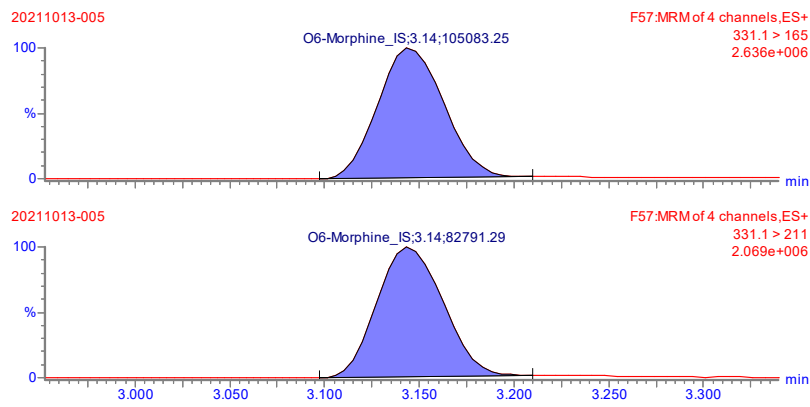 20211013-005
F57:MRM of 4 channels,ES+
331.1 > 165
2.636e+006
O6-Morphine_IS;3.14;105083.25
100
%
0
min
20211013-005
F57:MRM of 4 channels,ES+
331.1 > 211
2.069e+006
O6-Morphine_IS;3.14;82791.29
100
%
0
min
3.000 3.050 3.100 3.150 3.200 3.250 3.300